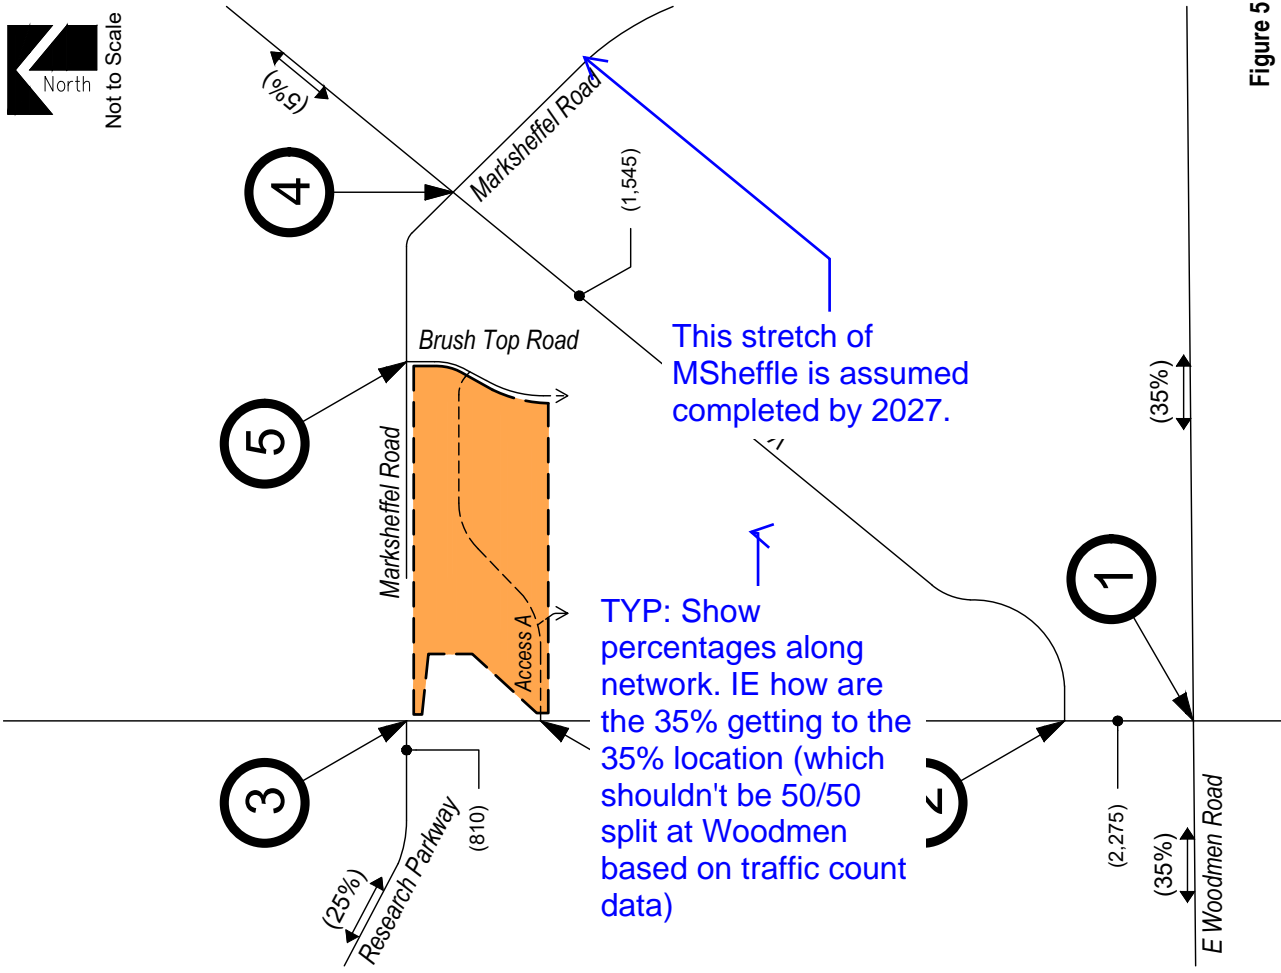 North
Not to Scale
Figure 5
(5%)
Marksheffel Road
4
(1,545)
This stretch of
MSheffle is assumed
completed by 2027.
Brush Top Road
5
Marksheffel Road
(35%)
1
Access A
TYP: Show
percentages along
network. IE how are
the 35% getting to the
35% location (which
shouldn't be 50/50
split at Woodmen
based on traffic count
data)
3
(810)
(25%)
Research Parkway
(2,275)
(35%)
E Woodmen Road